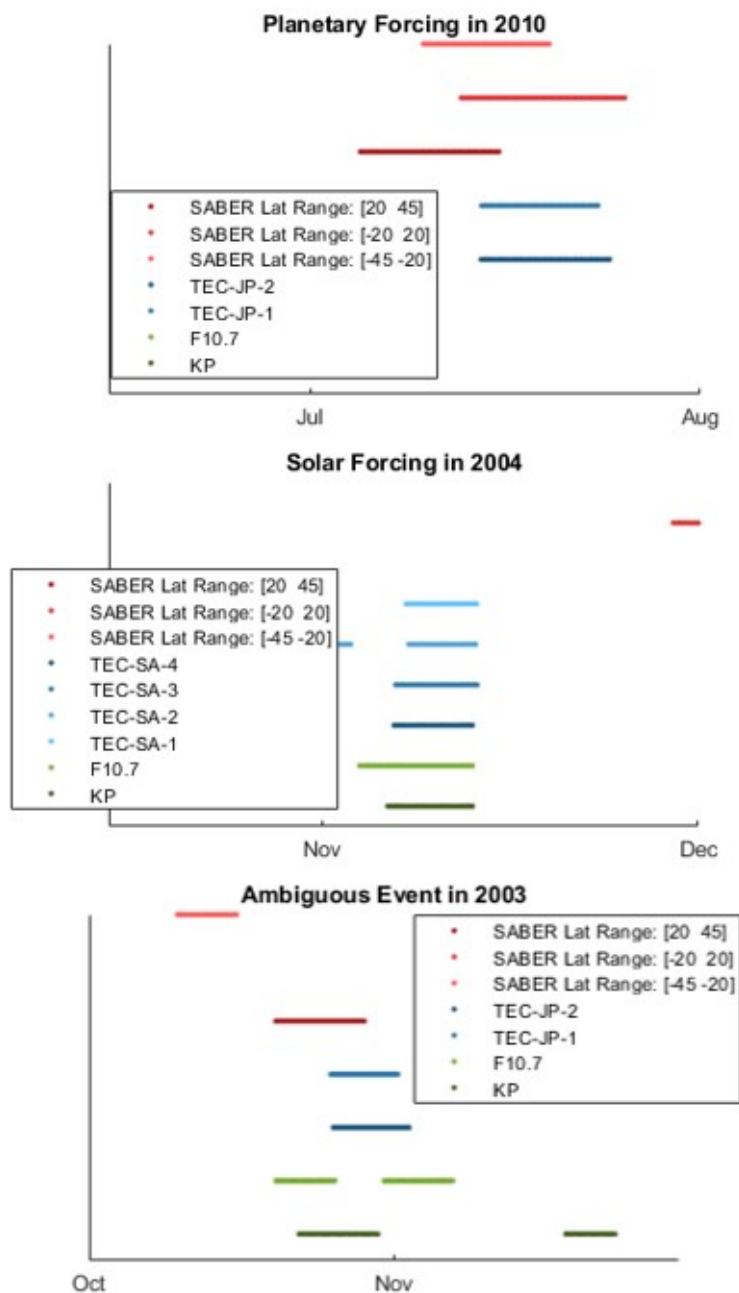 Planetary Forcing in 2010
SABER Lat Range: [20 45]
SABER Lat Range: [-20 20]
SABER Lat Range: [-45 -20]
TEC-JP-2
TEC-JP-1
F10.7
KP
Jul Aug
Solar Forcing in 2004
SABER Lat Range: [20 45]
SABER Lat Range: [-20 20]
SABER Lat Range: [-45 -20]
TEC-SA-4
TEC-SA-3
TEC-SA-2
TEC-SA-1
F10.7
KP
Nov Dec
Ambiguous Event in 2003
SABER Lat Range: [20 45]
SABER Lat Range: [-20 20]
SABER Lat Range: [-45 -20]
TEC-JP-2
TEC-JP-1
F10.7
KP
Oct Nov